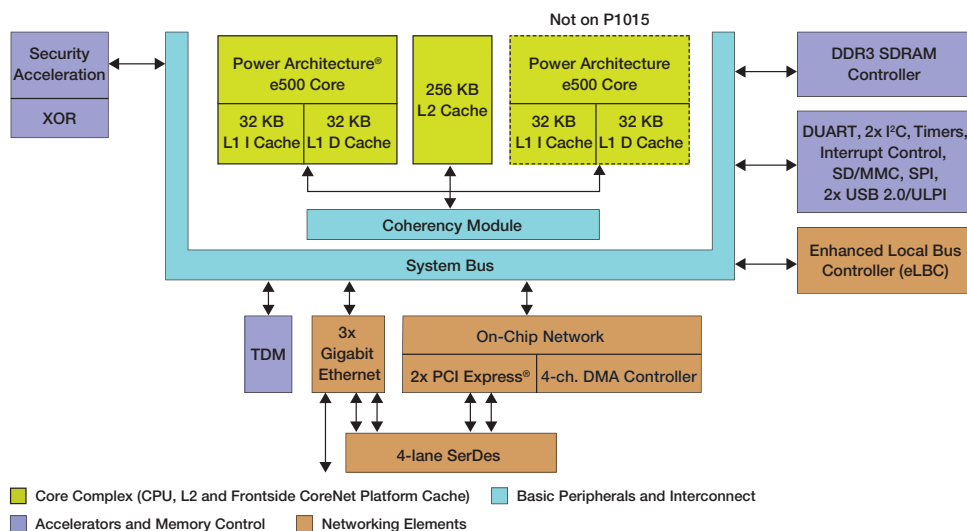 Not on P1015
Security
Acceleration
XOR
Power Architecture®
e500 Core
32 KB
L1 I Cache
32 KB
L1 D Cache
256 KB
L2 Cache
Power Architecture
e500 Core
32 KB
L1 I Cache
32 KB
L1 D Cache
DDR3 SDRAM
Controller
DUART, 2x I²C, Timers,
Interrupt Control,
SD/MMC, SPI,
2x USB 2.0/ULPI
Enhanced Local Bus
Controller (eLBC)
Coherency Module
System Bus
TDM
3x
Gigabit
Ethernet
On-Chip Network
2x PCI Express®
4-ch. DMA Controller
4-lane SerDes
Core Complex (CPU, L2 and Frontside CoreNet Platform Cache)
Basic Peripherals and Interconnect
Accelerators and Memory Control
Networking Elements